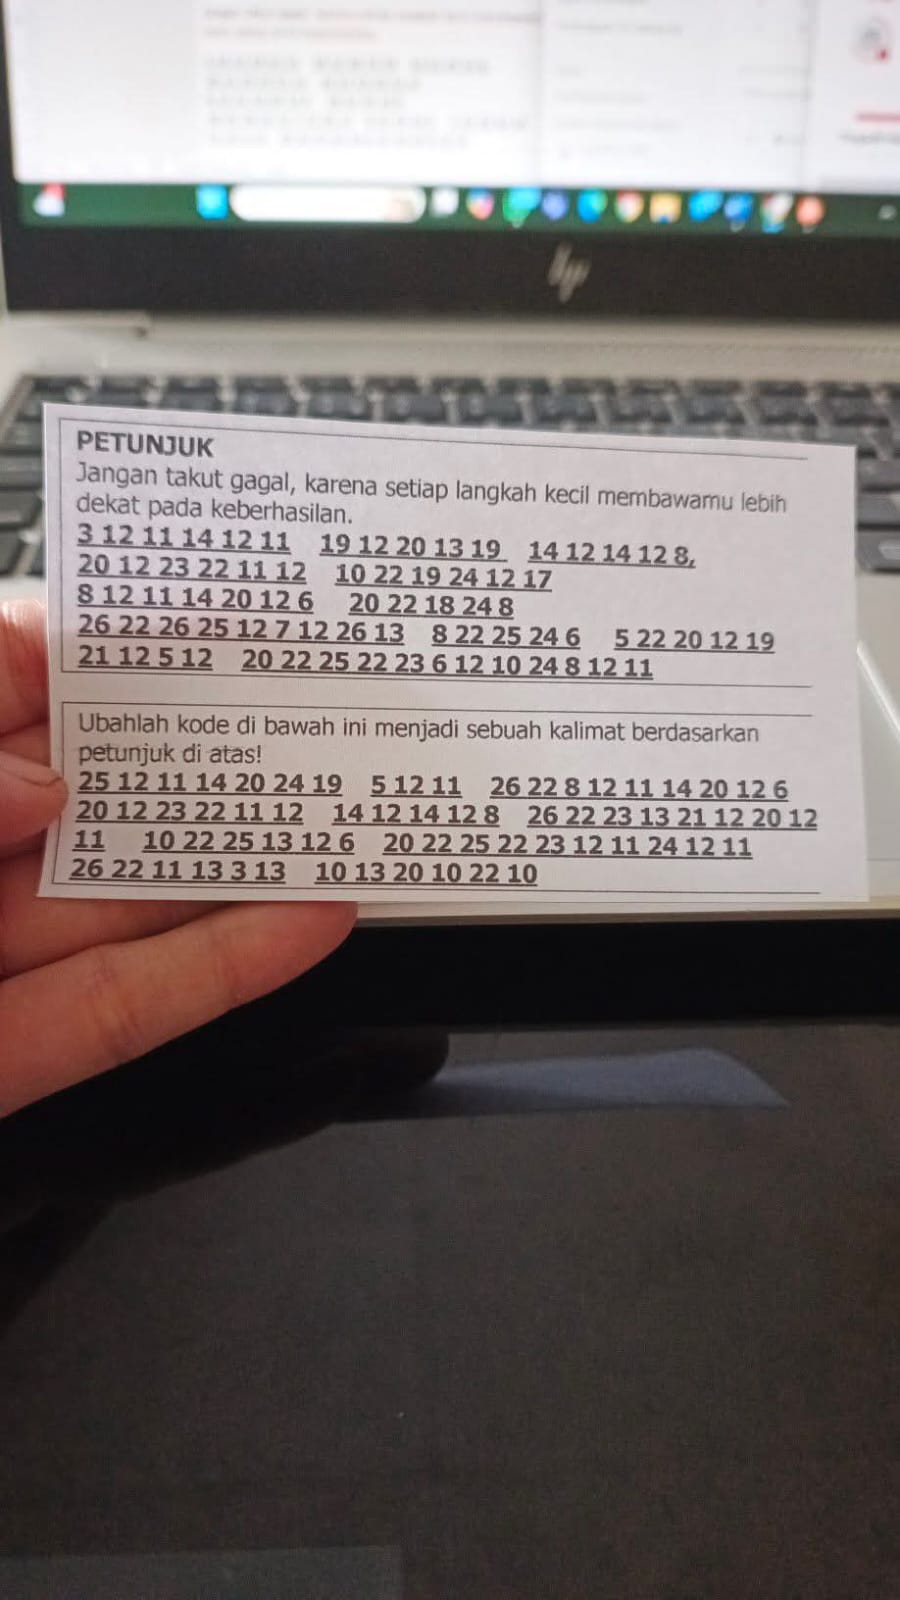 hp
PETUNJUK
Jangan takut gagal, karena setiap langkah kecil membawamu lebih
dekat pada keberhasilan.
3 12 11 14 12 11 19 12 20 13 19 14 12 14 12 8,
20 12 23 22 11 12 10 22 19 24 12 17
8 12 11 14 20 12 6 20 22 18 24 8
26 22 26 25 12 7 12 26 13 8 22 25 24 6 5 22 20 12 19
21 12 5 12 20 22 25 22 23 6 12 10 24 8 12 11
Ubahlah kode di bawah ini menjadi sebuah kalimat berdasarkan
petunjuk di atas!
25 12 11 14 20 24 19 5 12 11 26 22 8 12 11 14 20 12 6
20 12 23 22 11 12 14 12 14 12 8 26 22 23 13 21 12 20 12
11 10 22 25 13 12 6 20 22 25 22 23 12 11 24 12 11
26 22 11 13 3 13 10 13 20 10 22 10